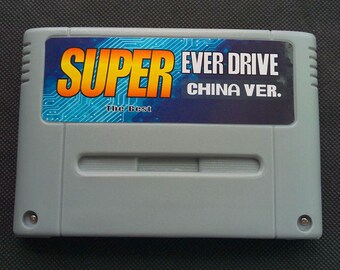 SUPER EVER DRIVE
CHINA VER.
The Best